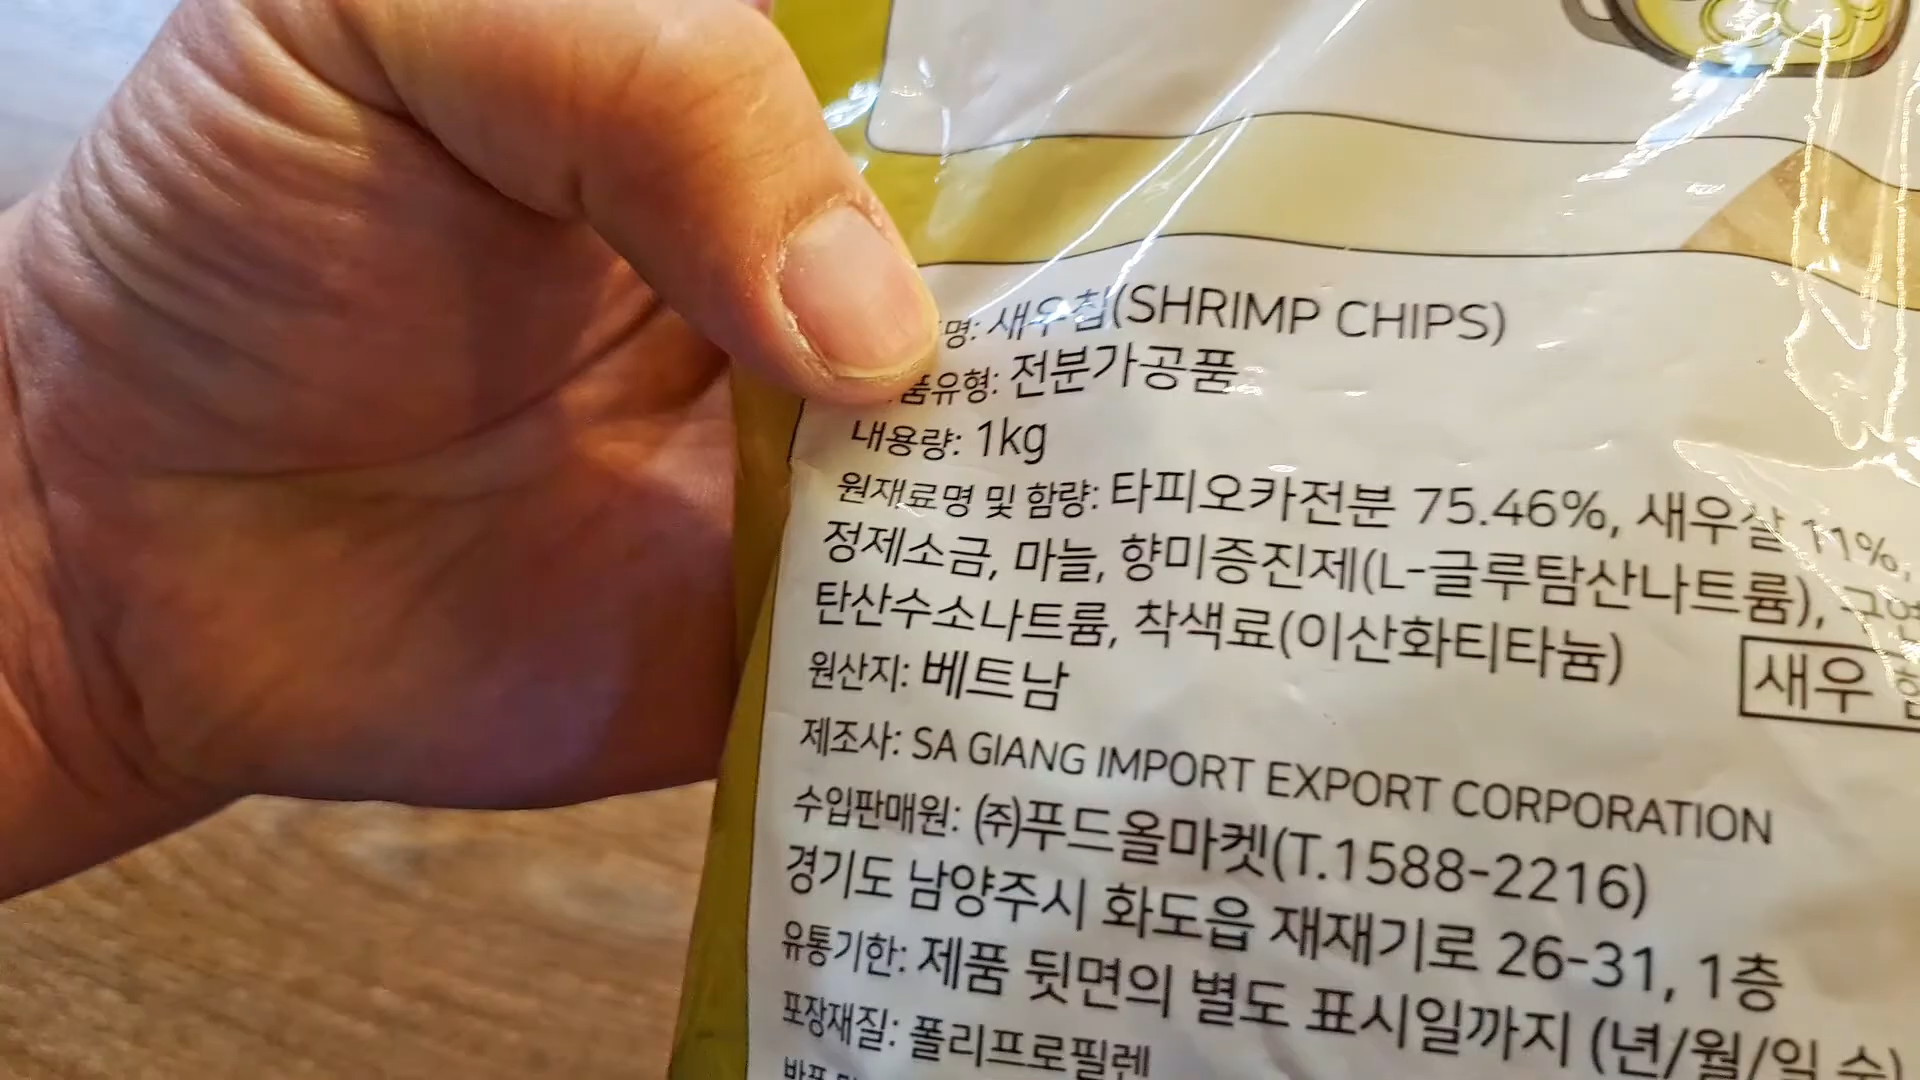 명: 새우칩(SHRIMP CHIPS)
품유형: 전분가공품
내용량: 1kg
원재료명 및 함량: 타피오카전분 75.46%, 새우살 11%,
정제소금, 마늘, 향미증진제(L-글루탐산나트륨),
탄산수소나트륨, 착색료(이산화티타늄)
새우
원산지: 베트남
제조사: SA GIANG IMPORT EXPORT CORPORATION
수입판매원: (주)푸드올마켓(T.1588-2216)
경기도 남양주시 화도읍 재재기로 26-31, 1층
유통기한: 제품 뒷면의 별도 표시일까지 (년/월/일 순)
포장재질: 폴리프로필렌